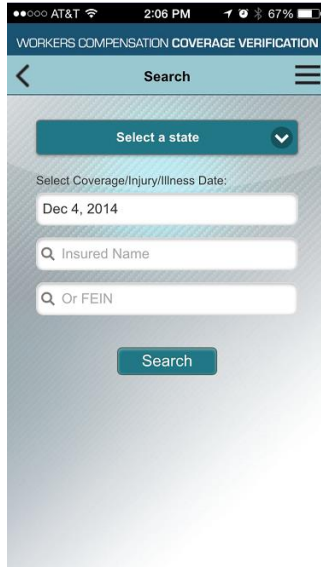 AT&T 2:06 PM 67%
WORKERS COMPENSATION COVERAGE VERIFICATION
Search
Select a state
Select Coverage/Injury/Illness Date:
Dec 4, 2014
Insured Name
Or FEIN
Search